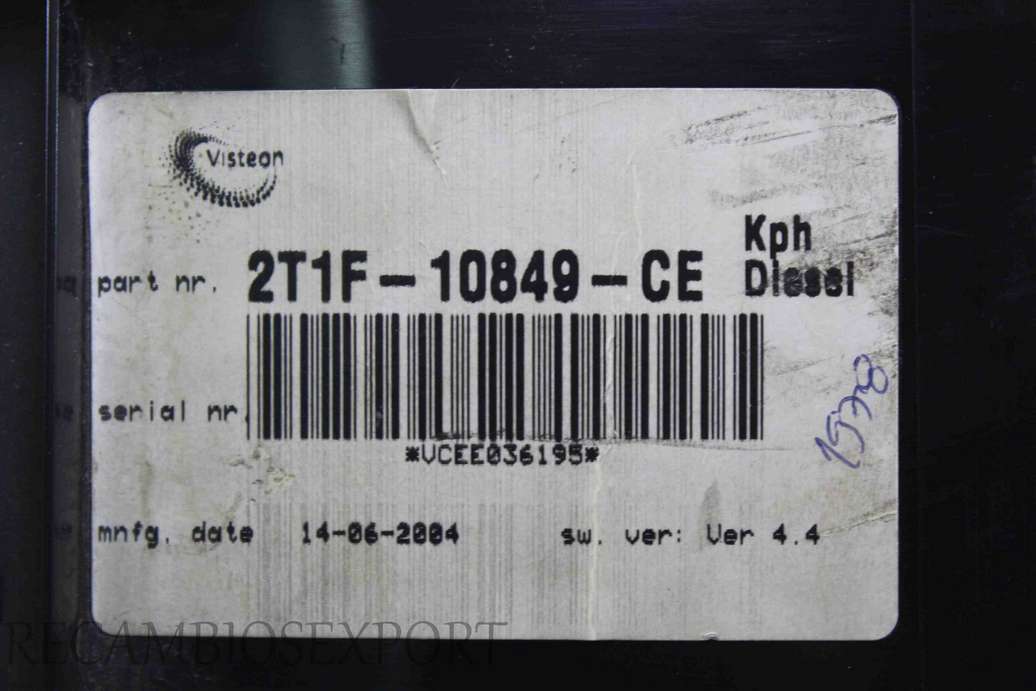 Visteon
Kph
part nr. 2T1F-10849-CE Diesel
serial nr.
*VCEE036195*
mnfg. date 14-06-2004 sw. ver: Ver 4.4
RECAMBIOSEXPORT